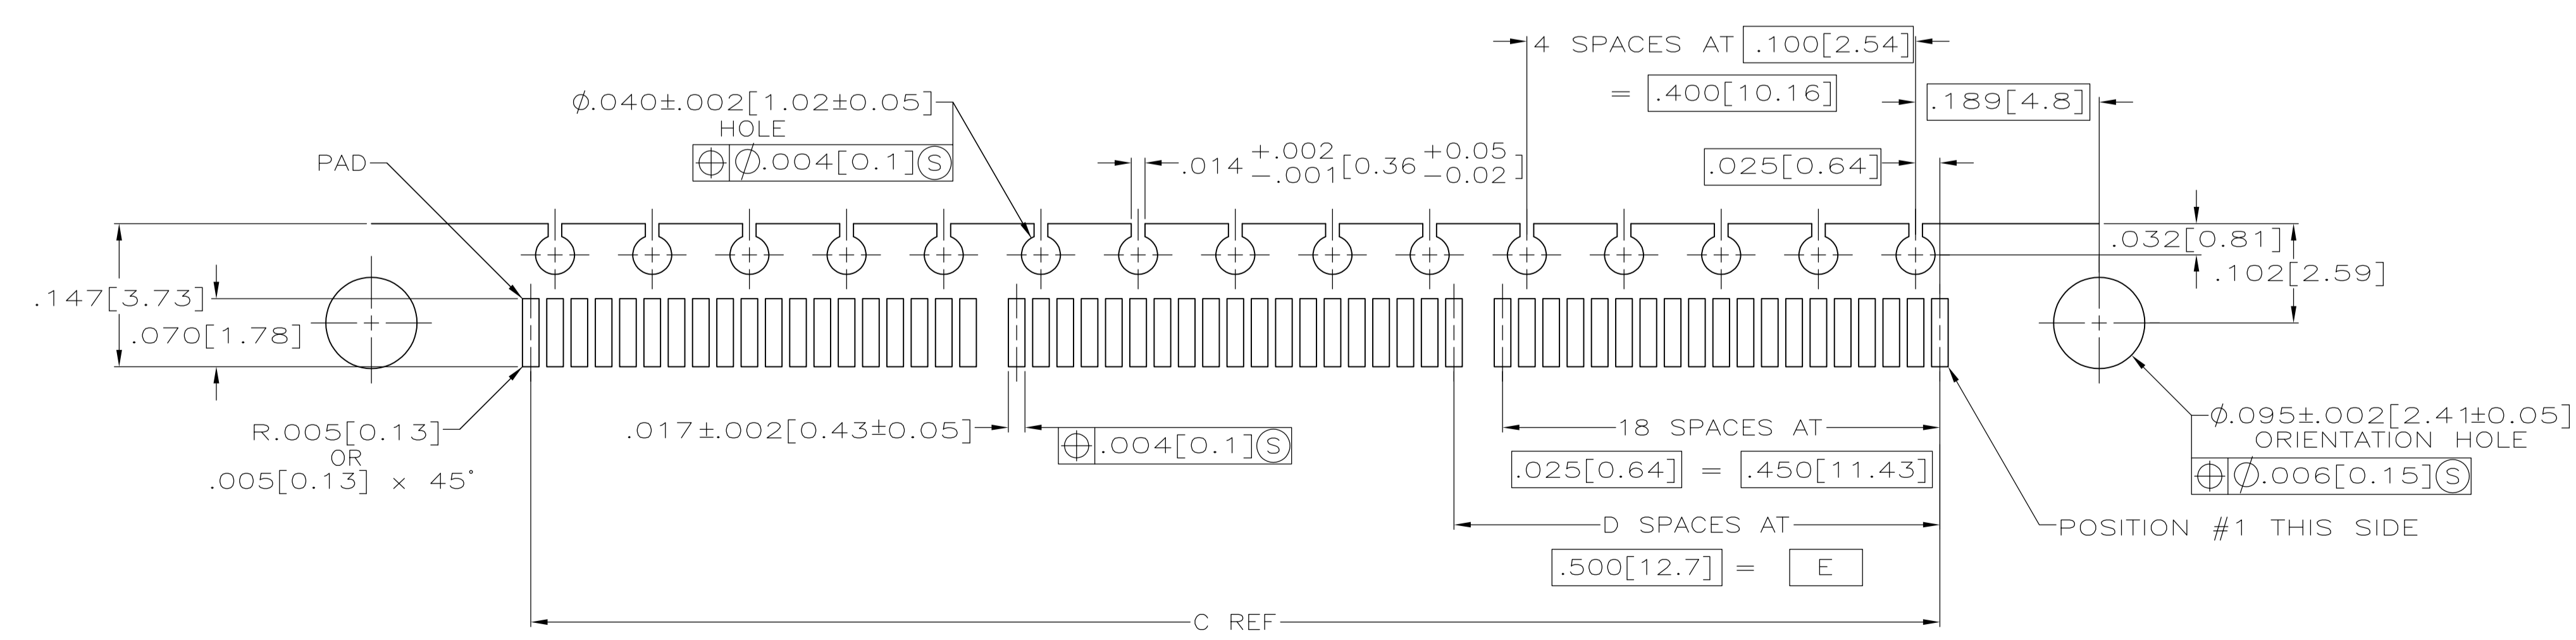 4 SPACES AT .100[2.54]
= .400[10.16]
.189[4.8]
Ø.040±.002[1.02±0.05]
HOLE
⌖ Ø.004[0.1]Ⓢ
PAD
.014 +.002 -.001 [0.36 +0.05 -0.02]
.025[0.64]
.032[0.81]
.102[2.59]
.147[3.73]
.070[1.78]
R.005[0.13]
OR
.005[0.13] x 45°
.017±.002[0.43±0.05]
⌖ .004[0.1]Ⓢ
18 SPACES AT
.025[0.64] = .450[11.43]
Ø.095±.002[2.41±0.05]
ORIENTATION HOLE
⌖ Ø.006[0.15]Ⓢ
D SPACES AT
.500[12.7] = E
POSITION #1 THIS SIDE
C REF